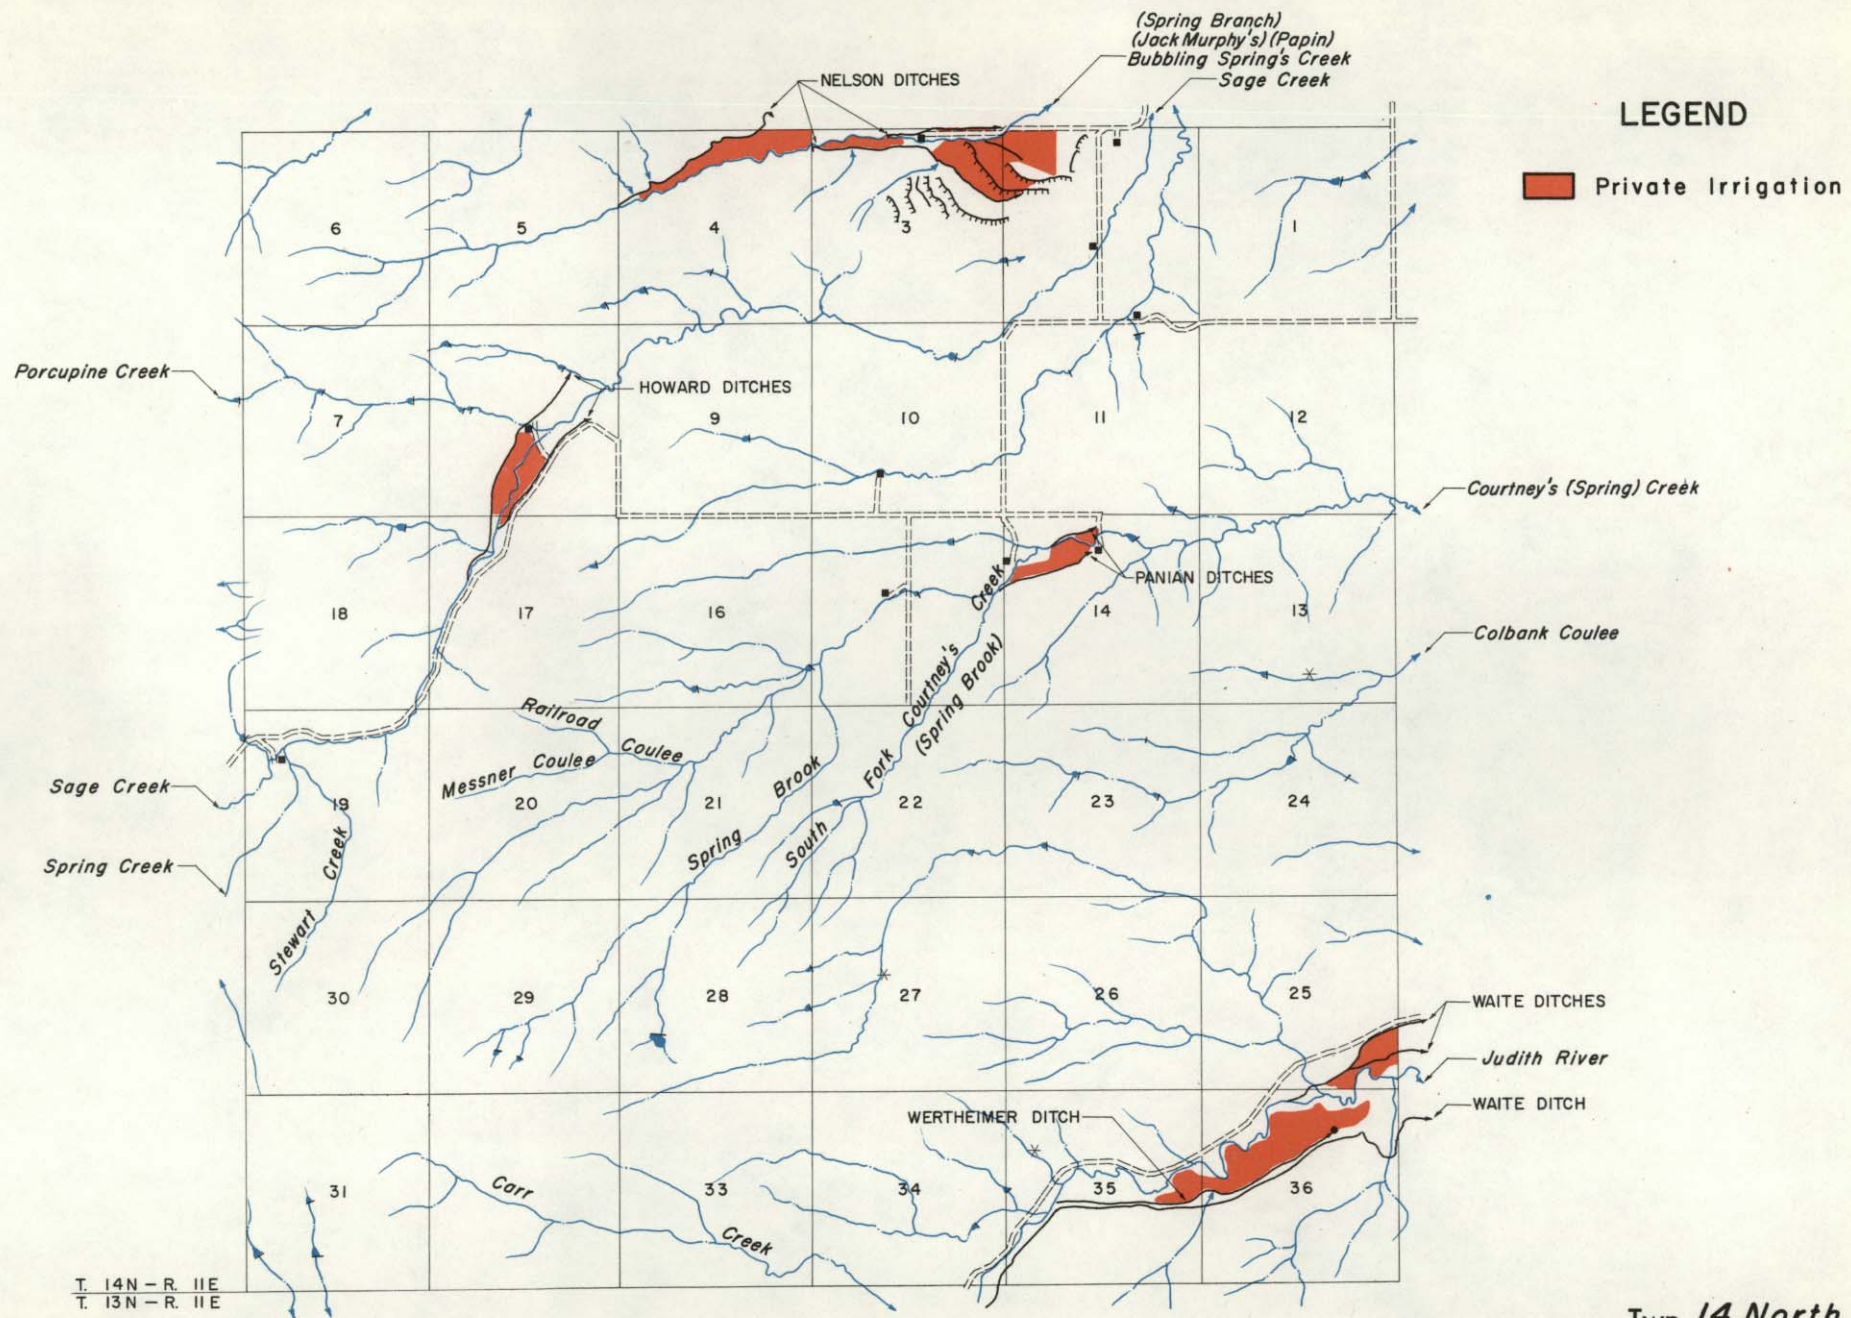 (Spring Branch)
(Jack Murphy's) (Papin)
Bubbling Spring's Creek
Sage Creek
NELSON DITCHES
LEGEND
Private Irrigation
6
5
4
3
1
Porcupine Creek
HOWARD DITCHES
7
9
10
11
12
Courtney's (Spring) Creek
PANIAN DITCHES
18
17
16
14
13
Colbank Coulee
Courtney's Creek
(Spring Brook)
Railroad Coulee
Messner Coulee
Spring Brook
South Fork
Sage Creek
19
20
21
22
23
24
Spring Creek
Stewart Creek
30
29
28
27
26
25
WAITE DITCHES
Judith River
WAITE DITCH
WERTHEIMER DITCH
31
Carr Creek
33
34
35
36
T. 14N – R. 11E
T. 13N – R. 11E
Twp. 14 North